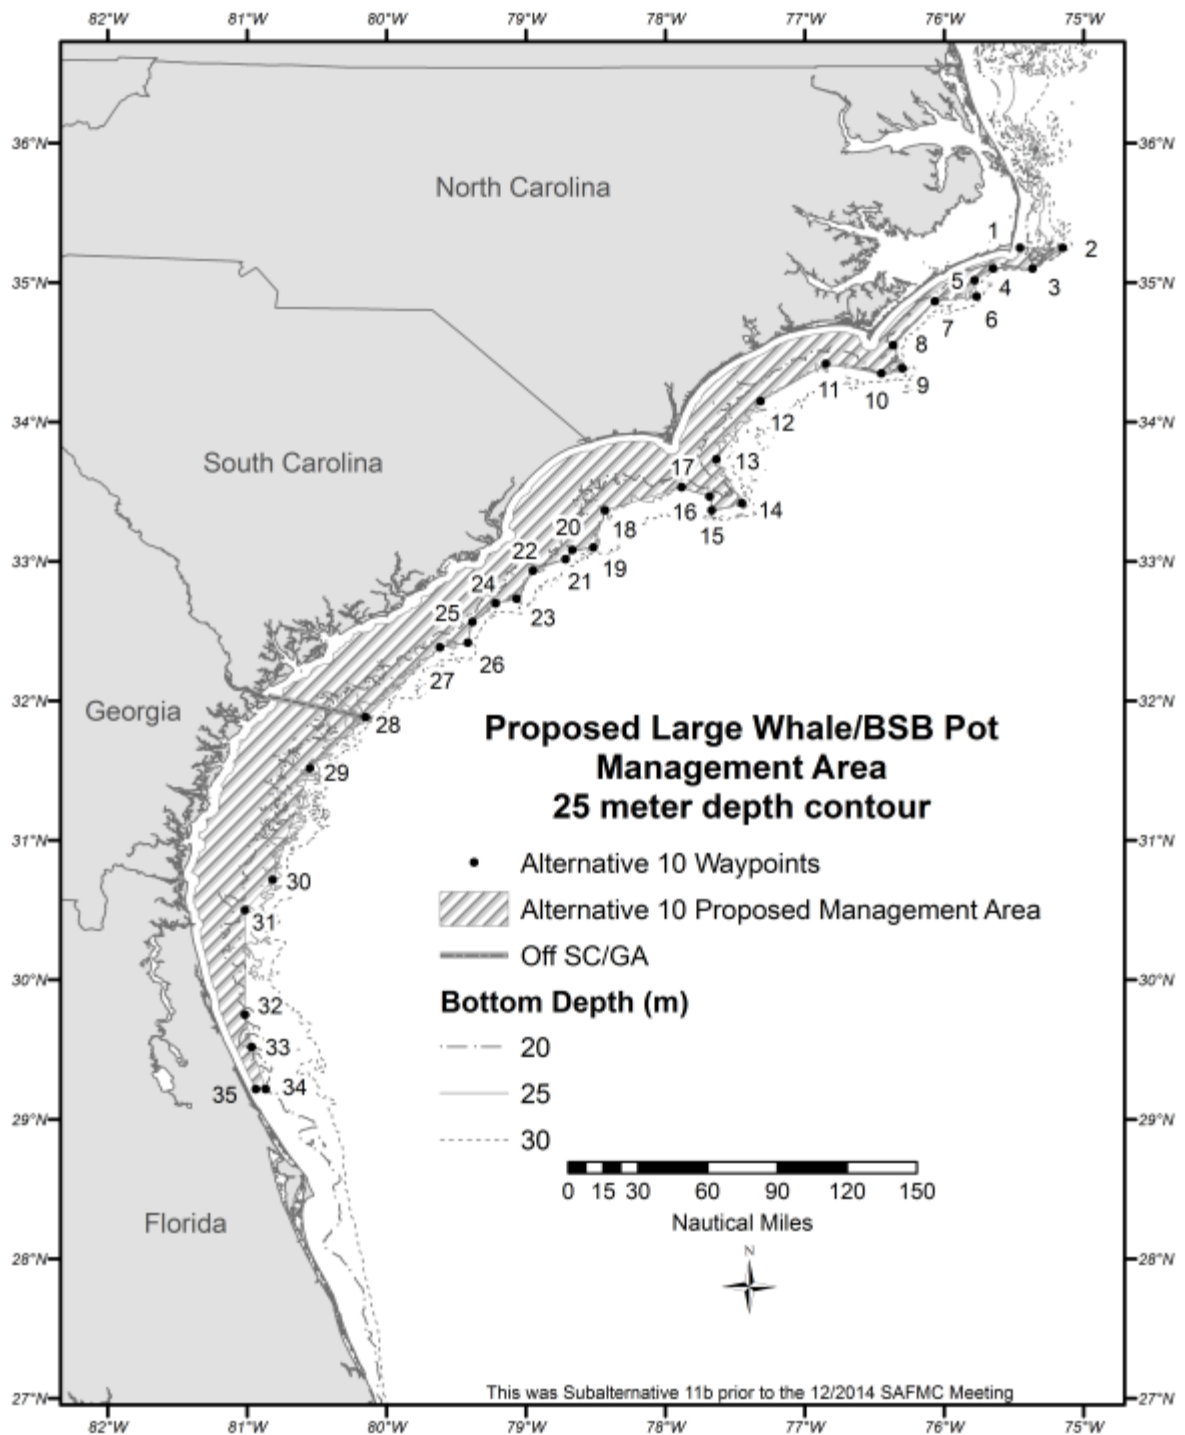 82°W 81°W 80°W 79°W 78°W 77°W 76°W 75°W
36°N 36°N
North Carolina
1
2
35°N 35°N
5 4 3
6
7
8
9
10
11
34°N 34°N
12
South Carolina
13
17
14
16
15
18
20
33°N 33°N
22
19
21
24
23
25
26
27
32°N 32°N
Georgia
28
Proposed Large Whale/BSB Pot
Management Area
25 meter depth contour
29
31°N 31°N
Alternative 10 Waypoints
30
Alternative 10 Proposed Management Area
31
Off SC/GA
30°N 30°N
Bottom Depth (m)
32
33
20
34
35
25
29°N 29°N
30
0 15 30 60 90 120 150
Nautical Miles
Florida
N
28°N 28°N
This was Subalternative 11b prior to the 12/2014 SAFMC Meeting
27°N 27°N
82°W 81°W 80°W 79°W 78°W 77°W 76°W 75°W